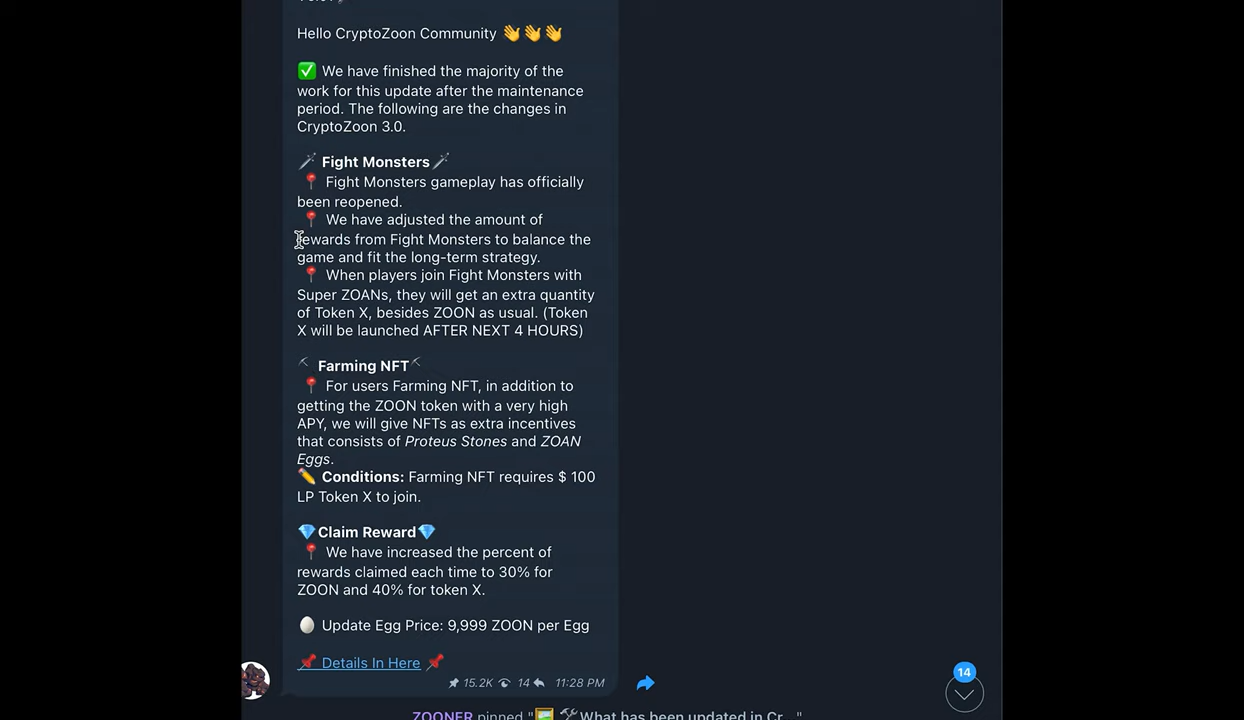 Hello CryptoZoon Community 👋👋👋
✅ We have finished the majority of the
work for this update after the maintenance
period. The following are the changes in
CryptoZoon 3.0.
🗡 Fight Monsters🗡
📍 Fight Monsters gameplay has officially
been reopened.
📍 We have adjusted the amount of
rewards from Fight Monsters to balance the
game and fit the long-term strategy.
📍 When players join Fight Monsters with
Super ZOANs, they will get an extra quantity
of Token X, besides ZOON as usual. (Token
X will be launched AFTER NEXT 4 HOURS)
⛏ Farming NFT⛏
📍 For users Farming NFT, in addition to
getting the ZOON token with a very high
APY, we will give NFTs as extra incentives
that consists of Proteus Stones and ZOAN
Eggs.
✏️ Conditions: Farming NFT requires $ 100
LP Token X to join.
💎Claim Reward💎
📍 We have increased the percent of
rewards claimed each time to 30% for
ZOON and 40% for token X.
🥚 Update Egg Price: 9,999 ZOON per Egg
📌 Details In Here 📌
15.2K 14 11:28 PM
14
ZOONER pinned "🖼 🛠What has been updated in Cr..."